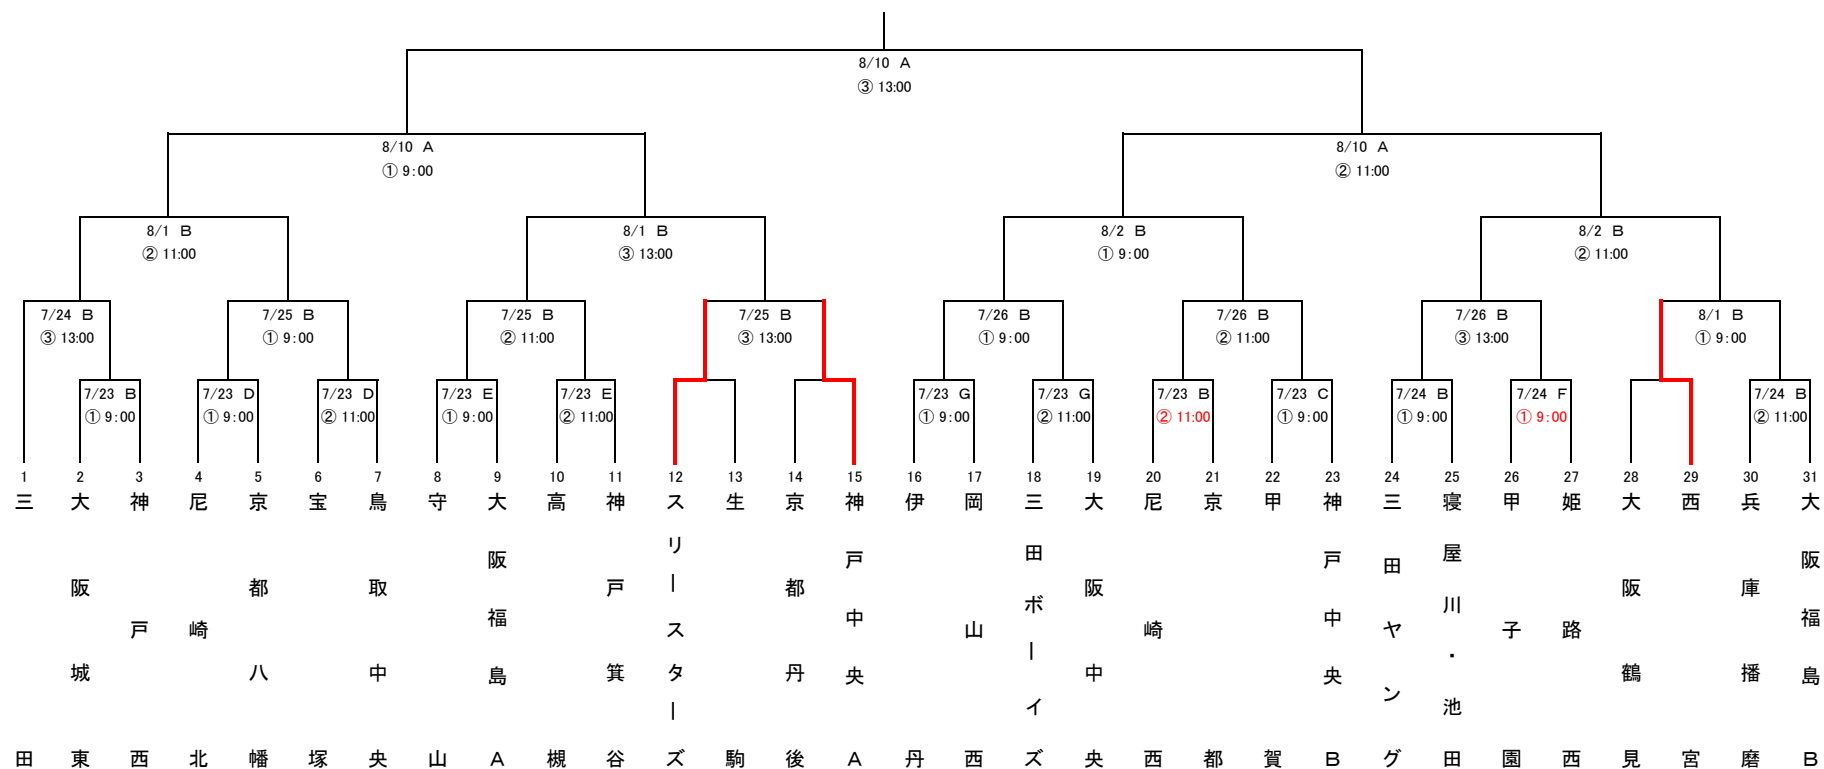 8/10 A
③ 13:00
8/10 A
① 9:00
8/10 A
② 11:00
8/1 B
② 11:00
8/1 B
③ 13:00
8/2 B
① 9:00
8/2 B
② 11:00
7/24 B
③ 13:00
7/25 B
① 9:00
7/25 B
② 11:00
7/25 B
③ 13:00
7/26 B
① 9:00
7/26 B
② 11:00
7/26 B
③ 13:00
8/1 B
① 9:00
7/23 B
① 9:00
7/23 D
① 9:00
7/23 D
② 11:00
7/23 E
① 9:00
7/23 E
② 11:00
7/23 G
① 9:00
7/23 G
② 11:00
7/23 B
② 11:00
7/23 C
① 9:00
7/24 B
① 9:00
7/24 F
① 9:00
7/24 B
② 11:00
1
三田
2
大阪城東
3
神戸西
4
尼崎北
5
京都八幡
6
宝塚
7
鳥取中央
8
守山
9
大阪福島A
10
高槻
11
神戸箕谷
12
スリースターズ
13
生駒
14
京都丹後
15
神戸中央A
16
伊丹
17
岡山西
18
三田ボーイズ
19
大阪中央
20
尼崎西
21
京都
22
甲賀
23
神戸中央B
24
三田ヤング
25
寝屋川・池田
26
甲子園
27
姫路西
28
大阪鶴見
29
西宮
30
兵庫播磨
31
大阪福島B